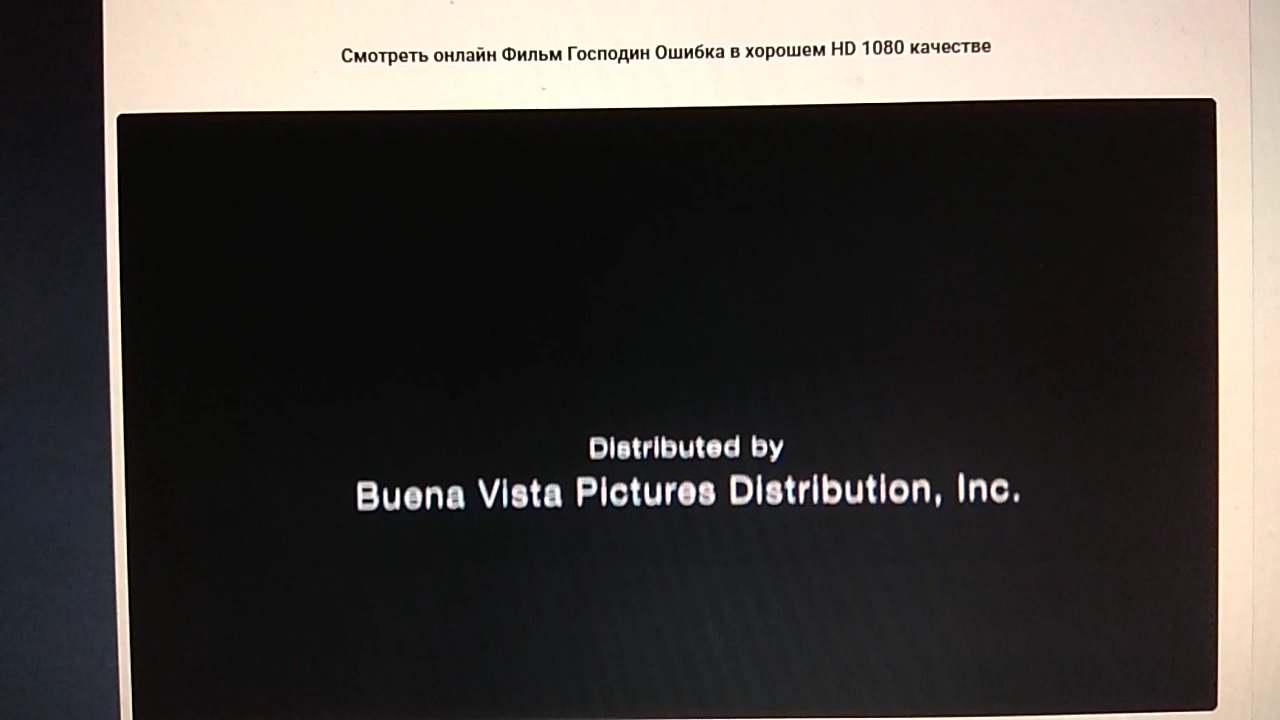 Смотреть онлайн Фильм Господин Ошибка в хорошем HD 1080 качестве
Distributed by
Buena Vista Pictures Distribution, Inc.